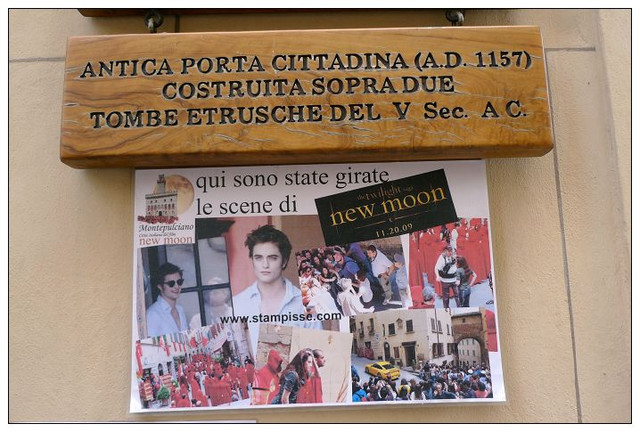 ANTICA PORTA CITTADINA (A.D. 1157)
COSTRUITA SOPRA DUE
TOMBE ETRUSCHE DEL V Sec. A C.
qui sono state girate
le scene di
the twilight saga
new moon
11.20.09
Montepulciano
new moon
www.stampisse.com